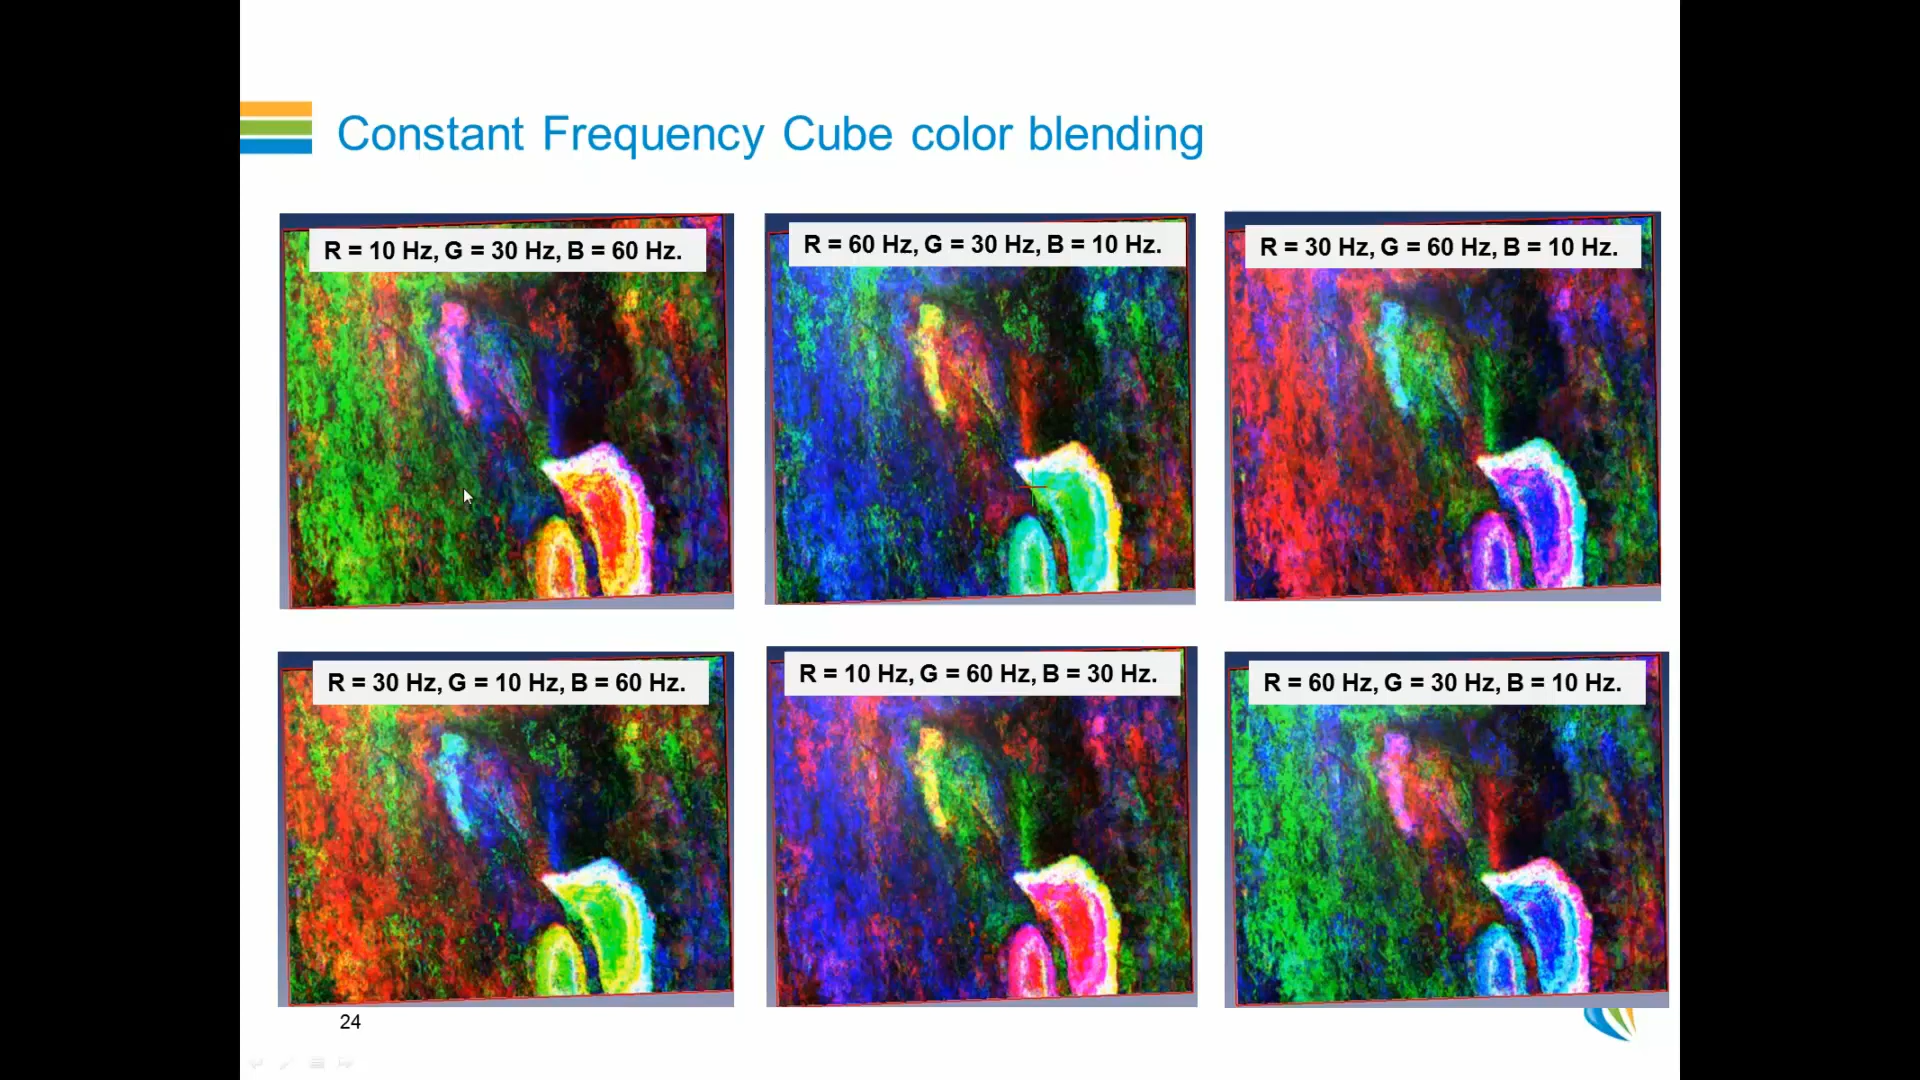 Constant Frequency Cube color blending
R = 10 Hz, G = 30 Hz, B = 60 Hz.
R = 60 Hz, G = 30 Hz, B = 10 Hz.
R = 30 Hz, G = 60 Hz, B = 10 Hz.
R = 30 Hz, G = 10 Hz, B = 60 Hz.
R = 10 Hz, G = 60 Hz, B = 30 Hz.
R = 60 Hz, G = 30 Hz, B = 10 Hz.
24